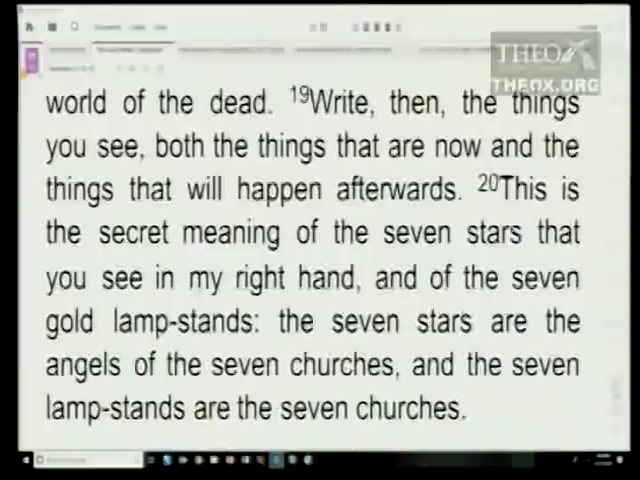 THEOX
THEOX.ORG
world of the dead. 19Write, then, the things
you see, both the things that are now and the
things that will happen afterwards. 20This is
the secret meaning of the seven stars that
you see in my right hand, and of the seven
gold lamp-stands: the seven stars are the
angels of the seven churches, and the seven
lamp-stands are the seven churches.